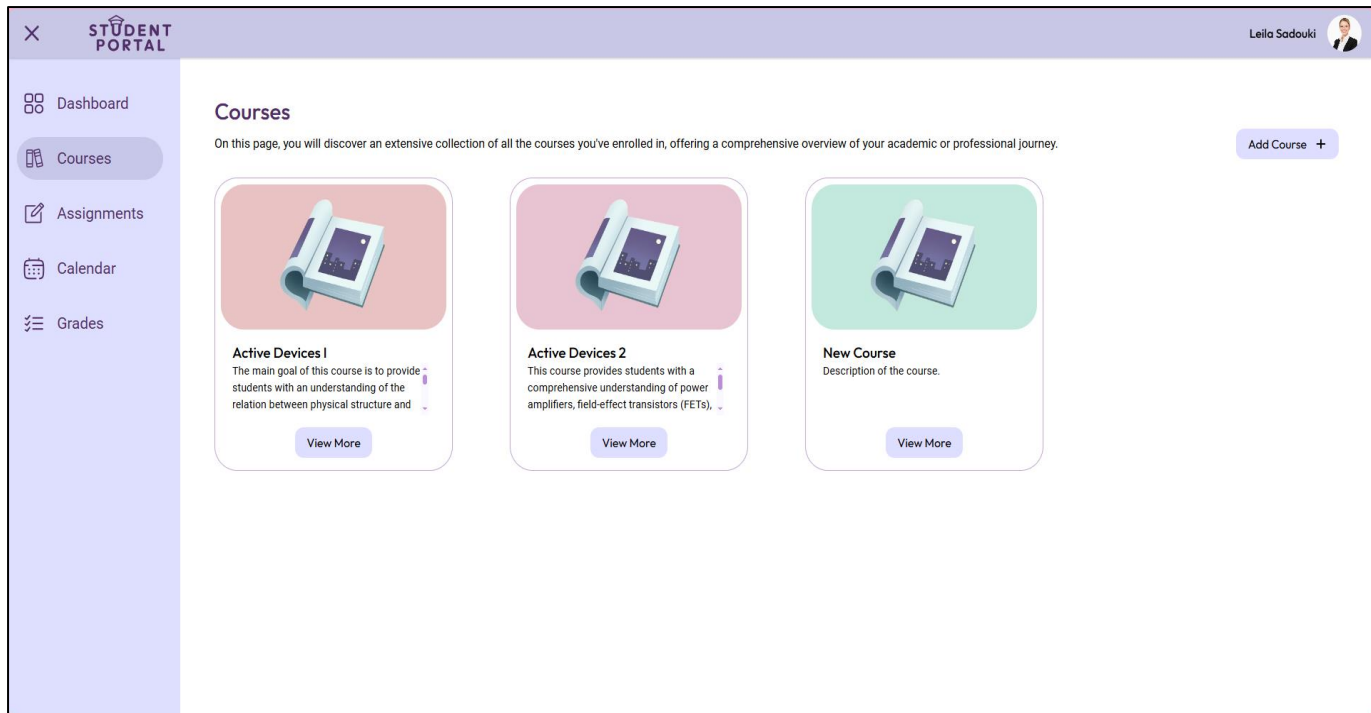 STUDENT
PORTAL
Leila Sadouki
Dashboard
Courses
Assignments
Calendar
Grades
Courses
On this page, you will discover an extensive collection of all the courses you've enrolled in, offering a comprehensive overview of your academic or professional journey.
Add Course +
Active Devices I
The main goal of this course is to provide
students with an understanding of the
relation between physical structure and
View More
Active Devices 2
This course provides students with a
comprehensive understanding of power
amplifiers, field-effect transistors (FETs),
View More
New Course
Description of the course.
View More